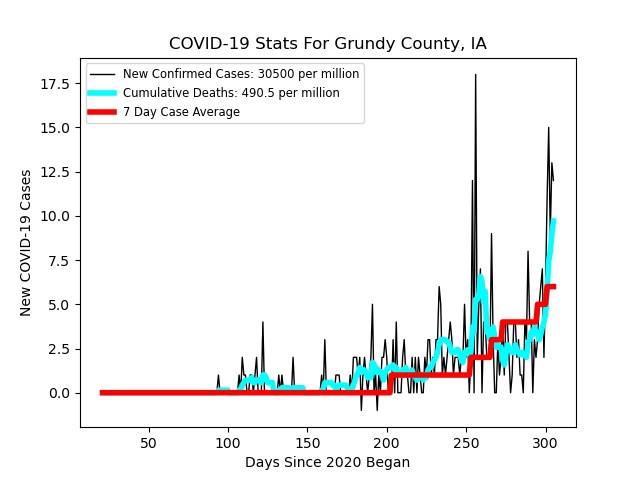 COVID-19 Stats For Grundy County, IA
New Confirmed Cases: 30500 per million
Cumulative Deaths: 490.5 per million
7 Day Case Average
New COVID-19 Cases
17.5
15.0
12.5
10.0
7.5
5.0
2.5
0.0
50 100 150 200 250 300
Days Since 2020 Began